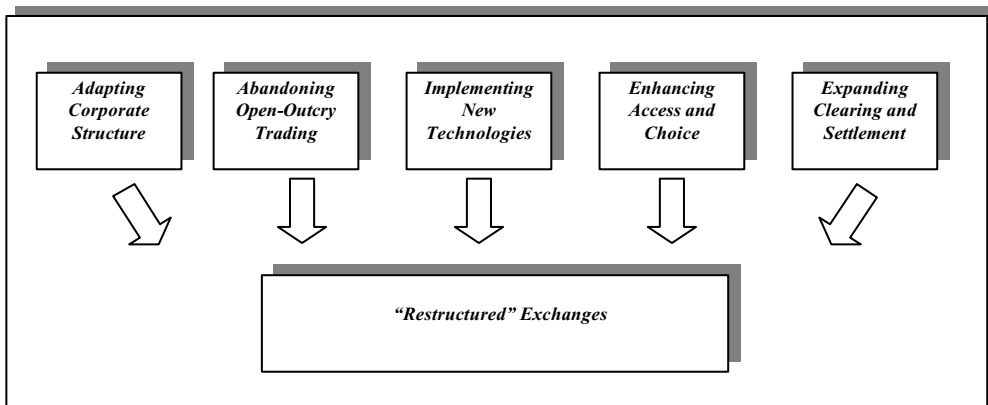 Adapting
Corporate
Structure
Abandoning
Open-Outcry
Trading
Implementing
New
Technologies
Enhancing
Access and
Choice
Expanding
Clearing and
Settlement
“Restructured” Exchanges